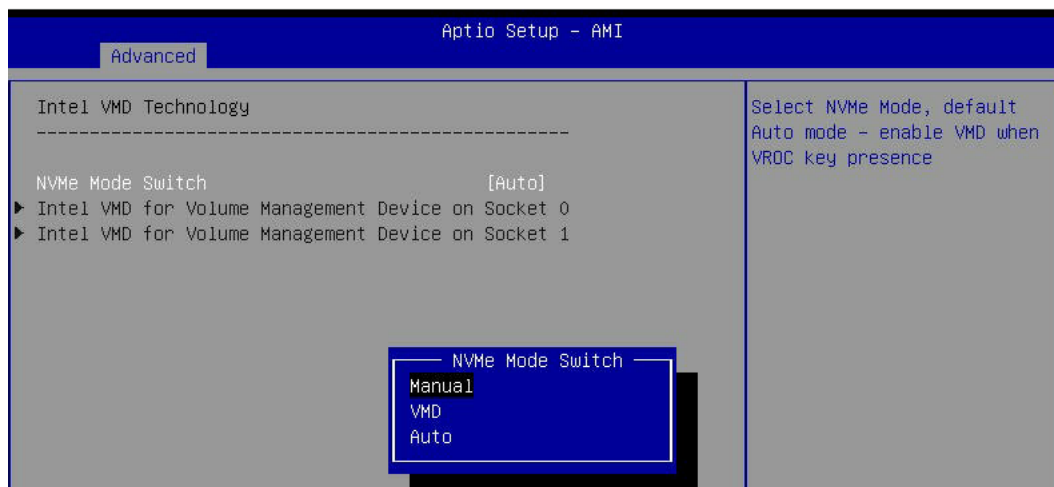 Aptio Setup - AMI
Advanced
Intel VMD Technology
--------------------------------------------------
NVMe Mode Switch [Auto]
Intel VMD for Volume Management Device on Socket 0
Intel VMD for Volume Management Device on Socket 1
Select NVMe Mode, default
Auto mode - enable VMD when
VROC key presence
NVMe Mode Switch
Manual
VMD
Auto